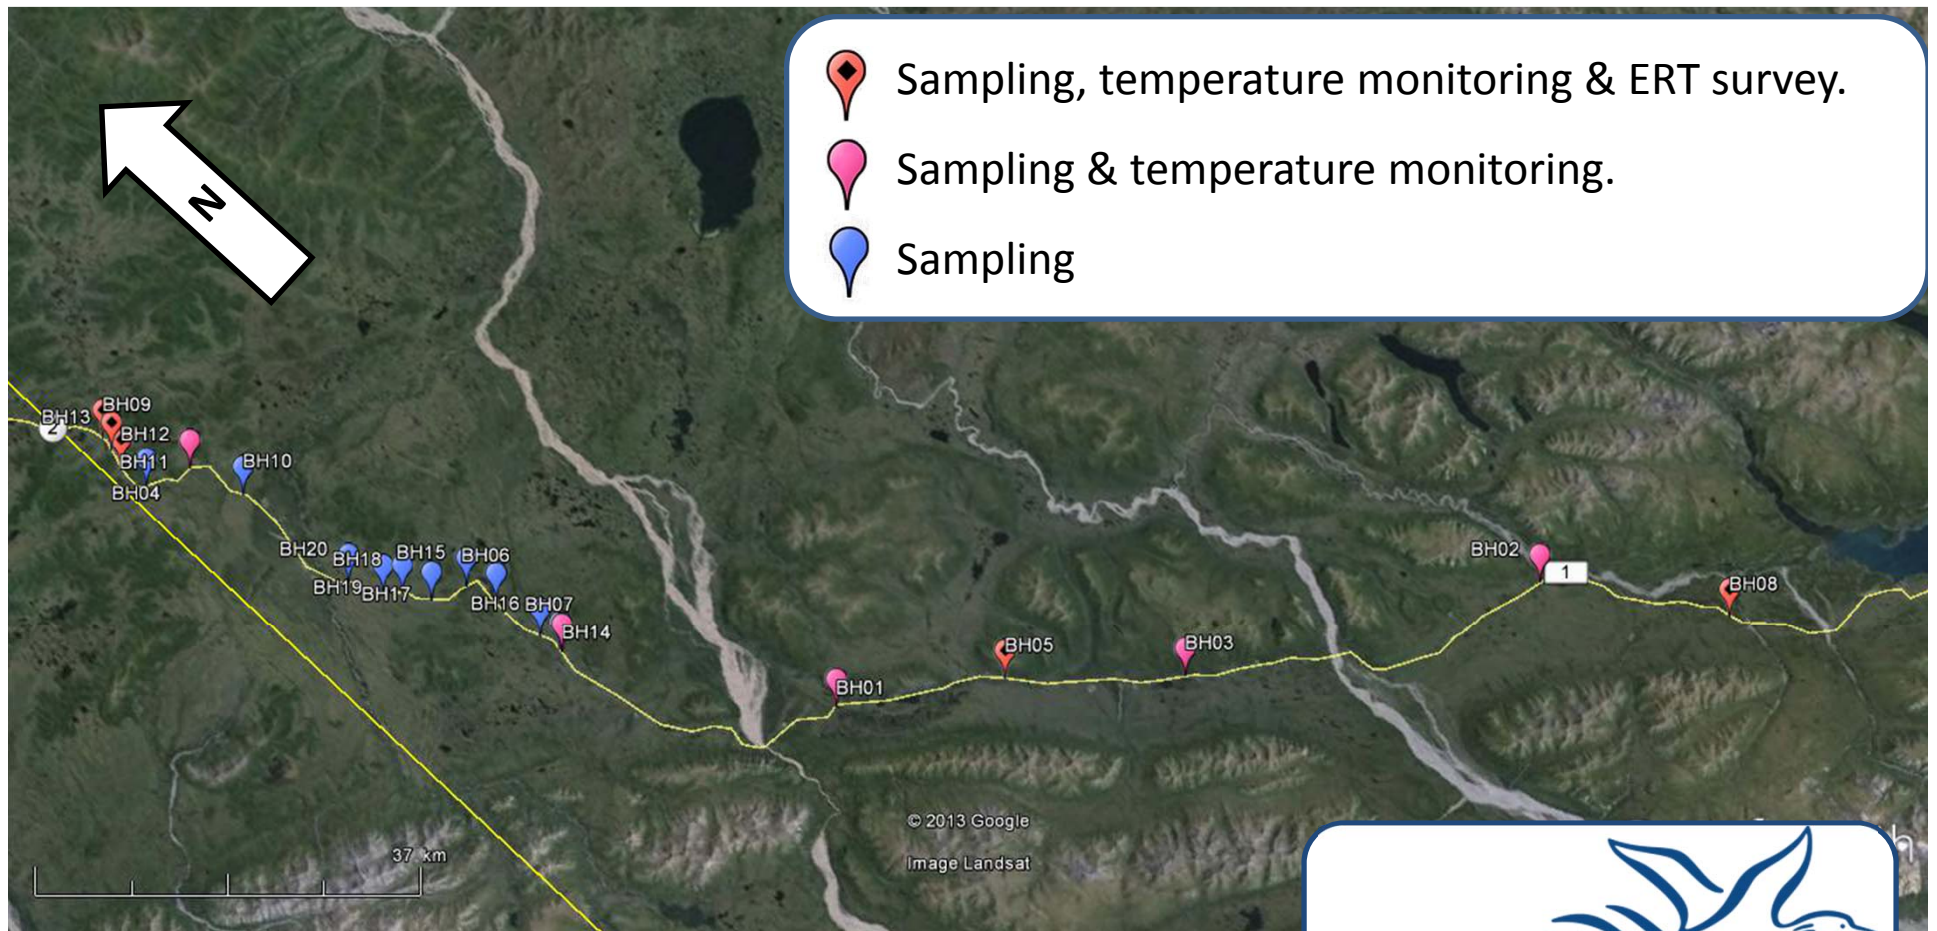 Sampling, temperature monitoring & ERT survey.
Sampling & temperature monitoring.
Sampling
N
BH09
BH13
2
BH12
BH11
BH10
BH04
BH20
BH18
BH15
BH06
BH19
BH17
BH16
BH07
BH14
BH02
1
BH08
BH05
BH03
BH01
© 2013 Google
Image Landsat
37 km